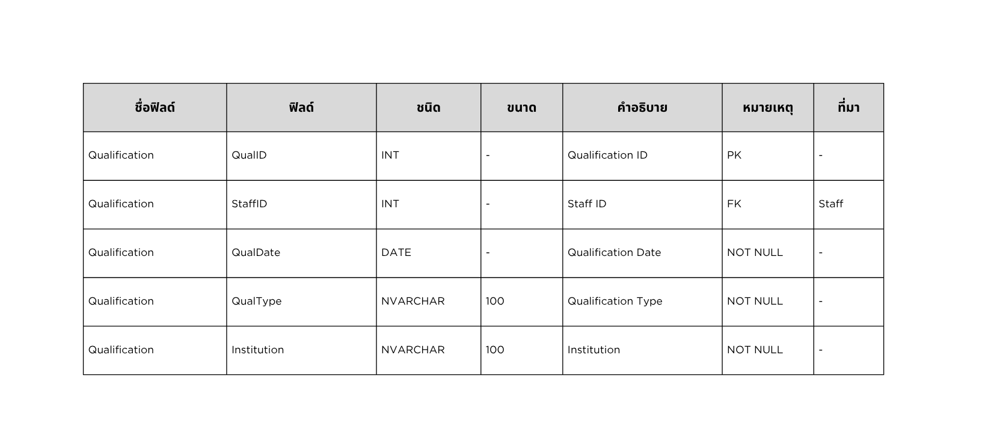 ชื่อฟิลด์ ฟิลด์ ชนิด ขนาด คำอธิบาย หมายเหตุ ที่มา
Qualification QualID INT - Qualification ID PK -
Qualification StaffID INT - Staff ID FK Staff
Qualification QualDate DATE - Qualification Date NOT NULL -
Qualification QualType NVARCHAR 100 Qualification Type NOT NULL -
Qualification Institution NVARCHAR 100 Institution NOT NULL -